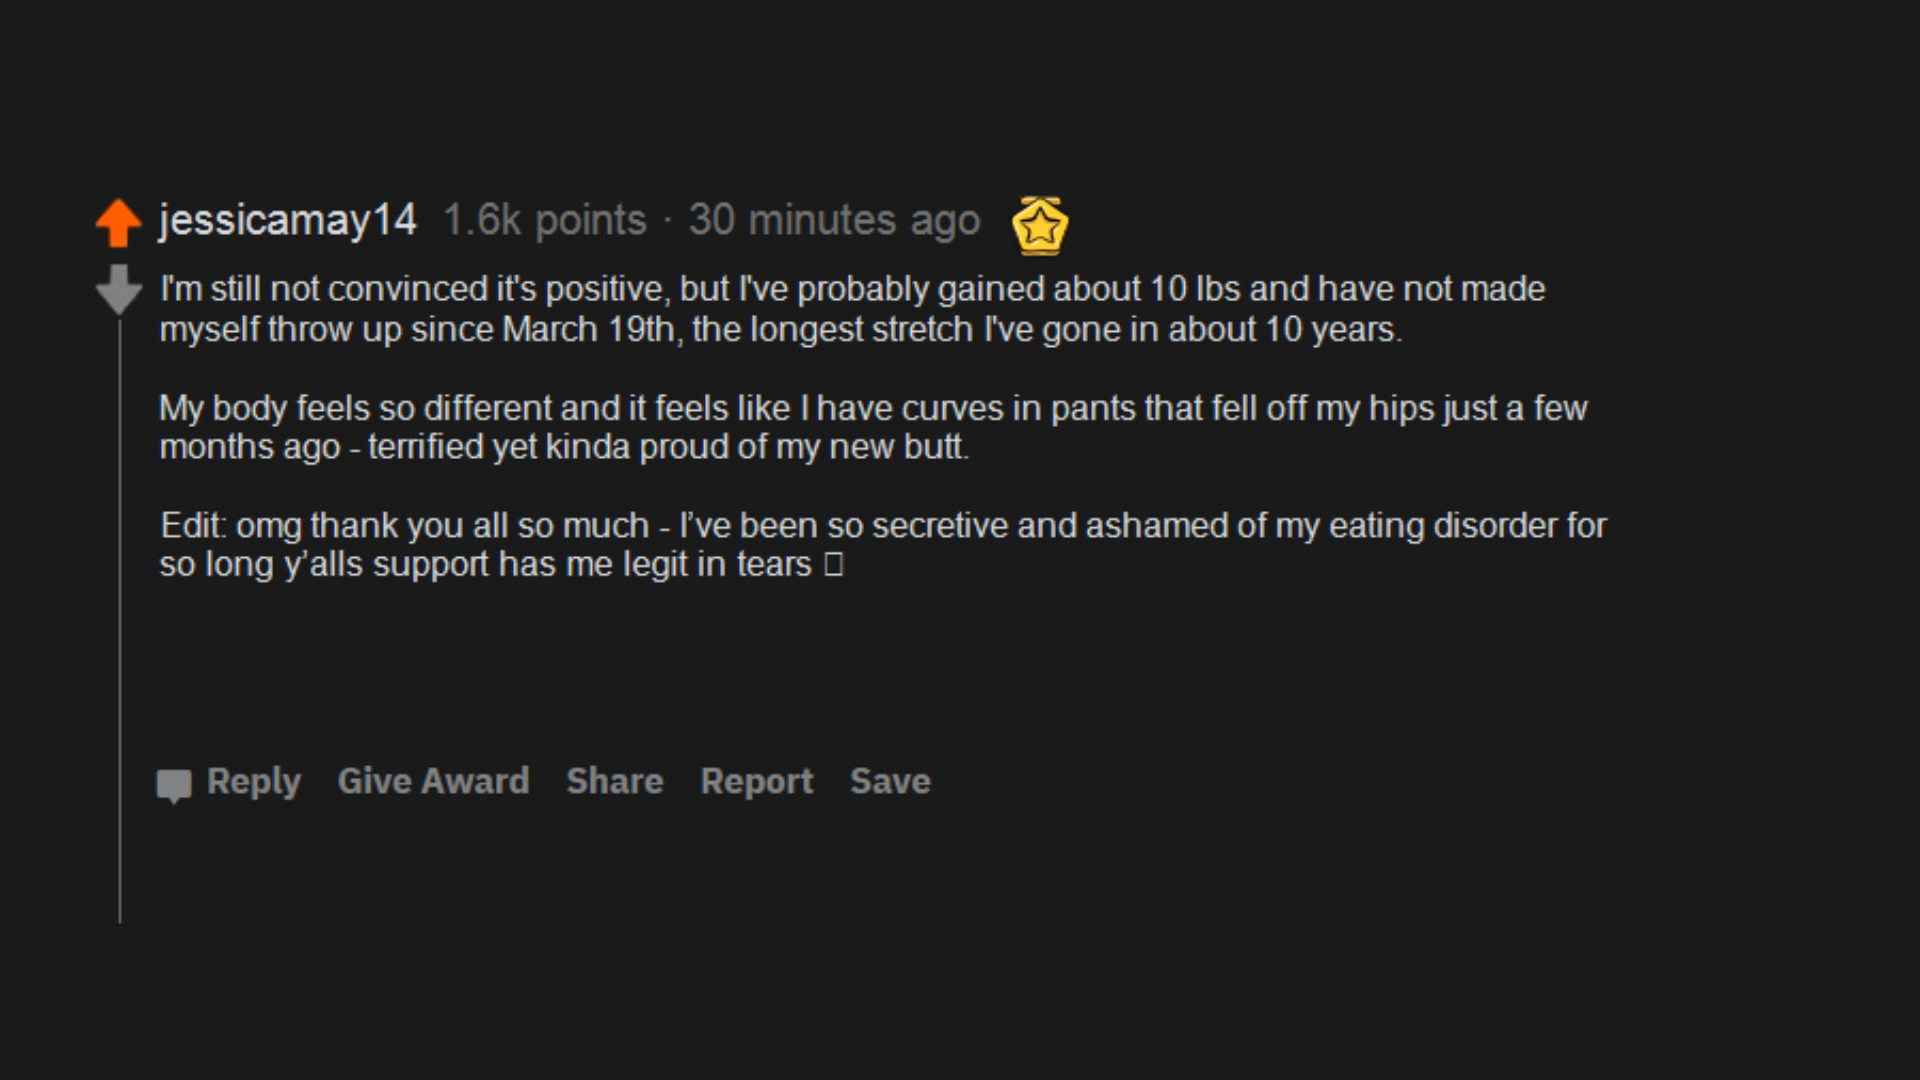 jessicamay14 1.6k points · 30 minutes ago
I'm still not convinced it's positive, but I've probably gained about 10 lbs and have not made
myself throw up since March 19th, the longest stretch I've gone in about 10 years.
My body feels so different and it feels like I have curves in pants that fell off my hips just a few
months ago - terrified yet kinda proud of my new butt.
Edit: omg thank you all so much - I’ve been so secretive and ashamed of my eating disorder for
so long y’alls support has me legit in tears □
Reply Give Award Share Report Save